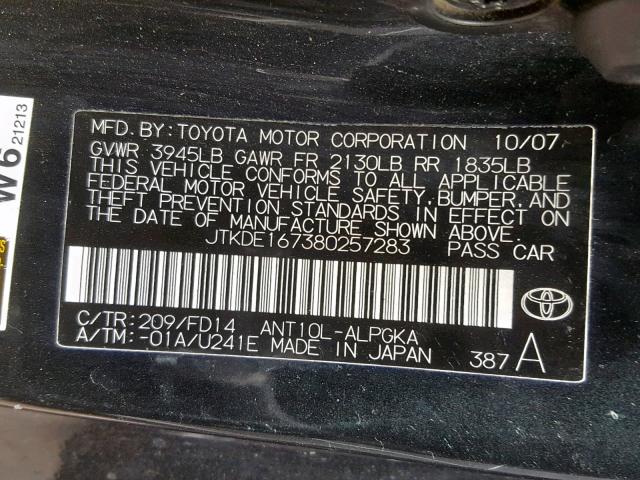 MFD. BY: TOYOTA MOTOR CORPORATION 10/07
GVWR 3945LB GAWR FR 2130LB RR 1835LB
THIS VEHICLE CONFORMS TO ALL APPLICABLE
FEDERAL MOTOR VEHICLE SAFETY, BUMPER, AND
THEFT PREVENTION STANDARDS IN EFFECT ON
THE DATE OF MANUFACTURE SHOWN ABOVE.
JTKDE167380257283 PASS CAR
C/TR: 209/FD14 ANT10L-ALPGKA
A/TM: -01A/U241E MADE IN JAPAN 387 A
W6
21213